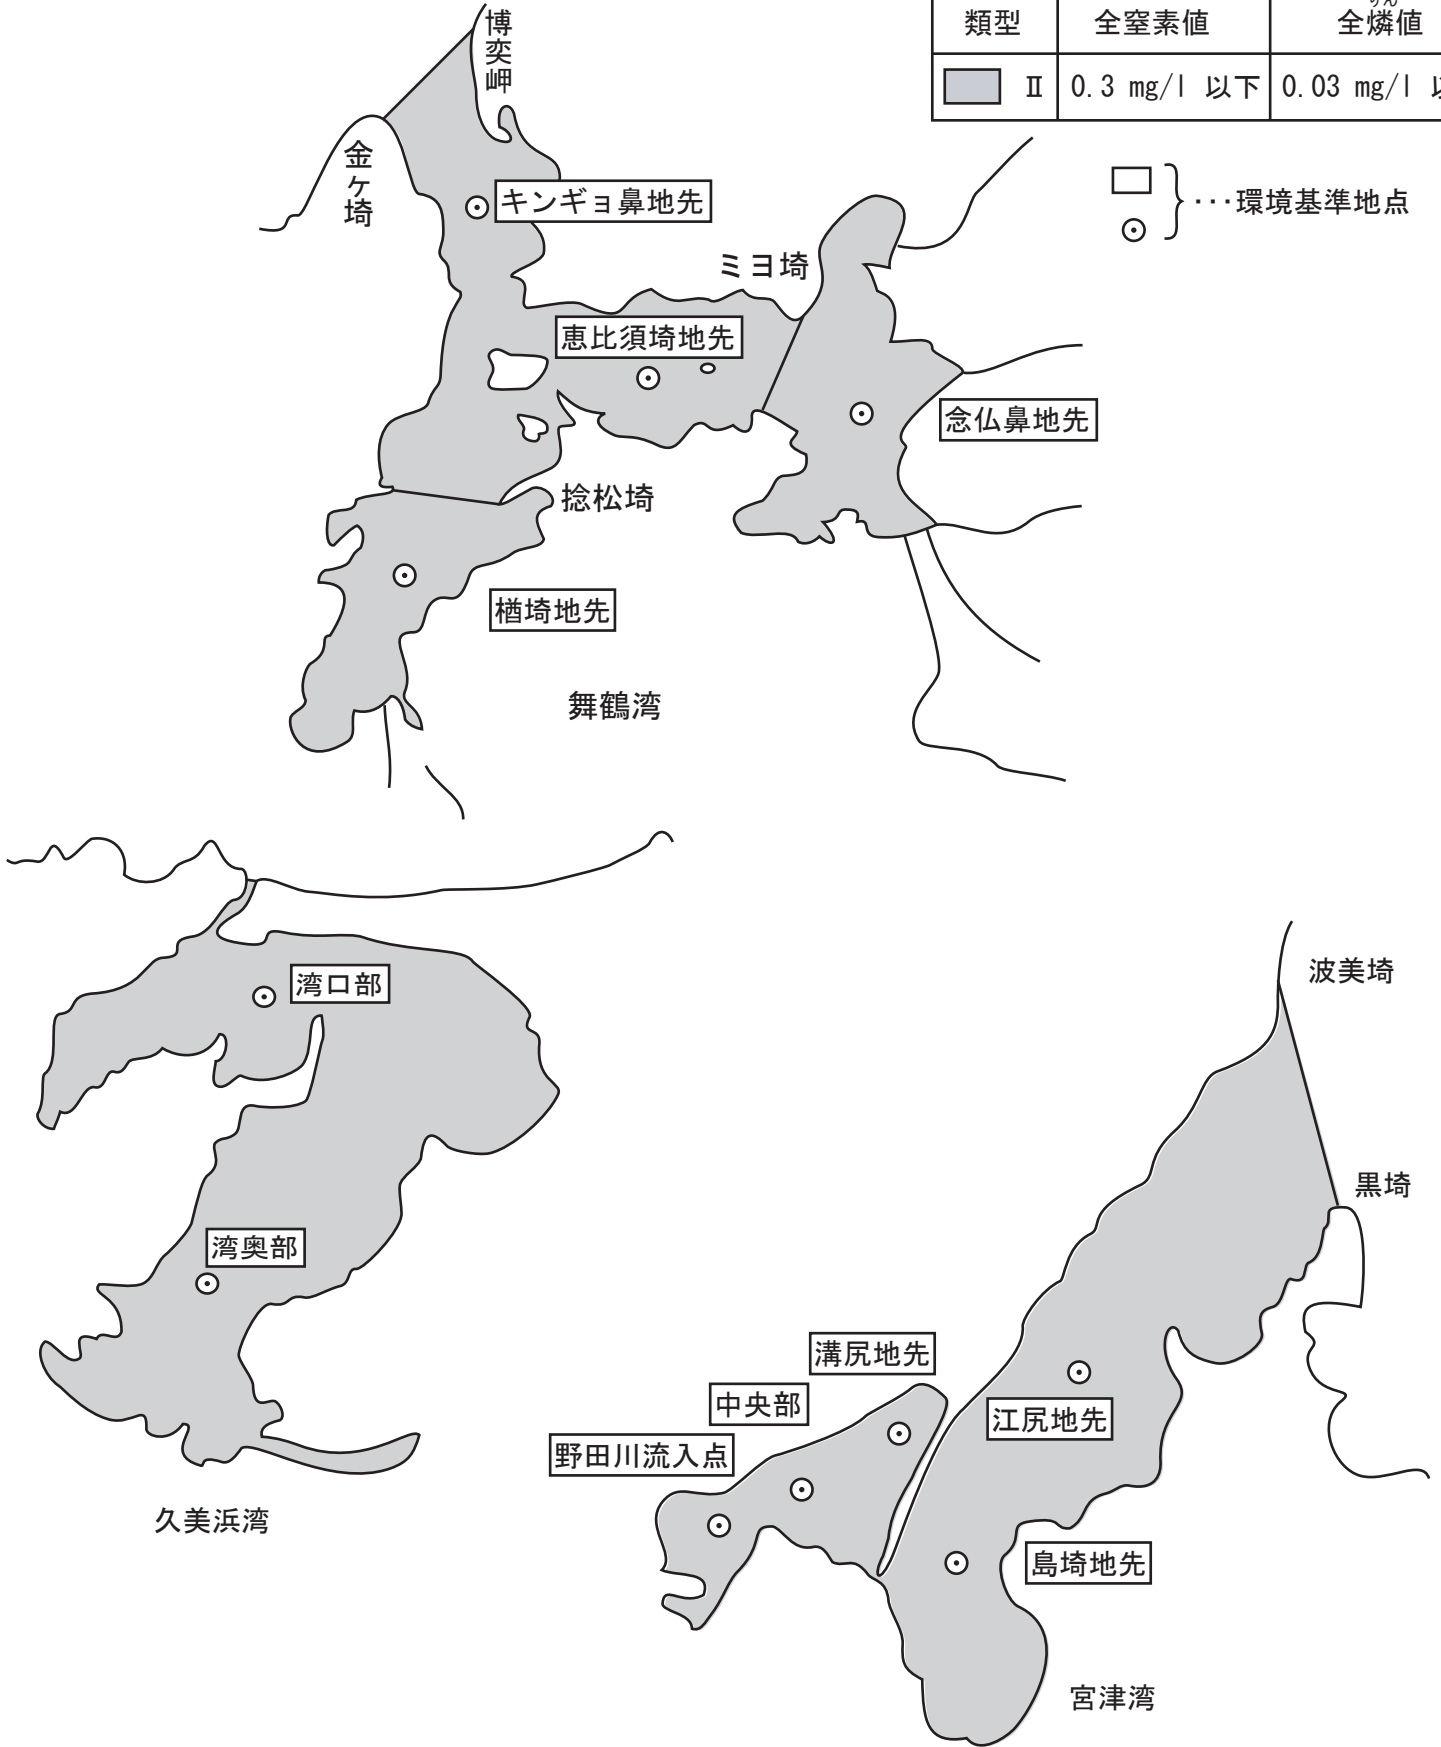 類型 全窒素値 全燐値
りん
Ⅱ 0.3 mg/l 以下 0.03 mg/l
博奕岬
金ケ埼
キンギョ鼻地先
･･･環境基準地点
ミヨ埼
恵比須埼地先
念仏鼻地先
捻松埼
楢埼地先
舞鶴湾
湾口部
波美埼
黒埼
湾奥部
溝尻地先
中央部
江尻地先
野田川流入点
久美浜湾
島埼地先
宮津湾